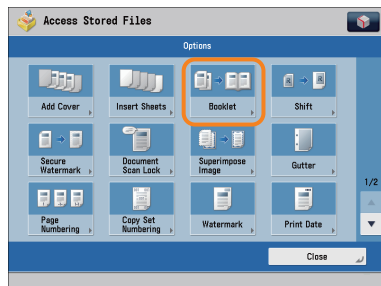 Access Stored Files
Options
Add Cover
Insert Sheets
Booklet
Shift
Secure
Watermark
Document
Scan Lock
Superimpose
Image
Gutter
1/2
Page
Numbering
Copy Set
Numbering
Watermark
Print Date
Close